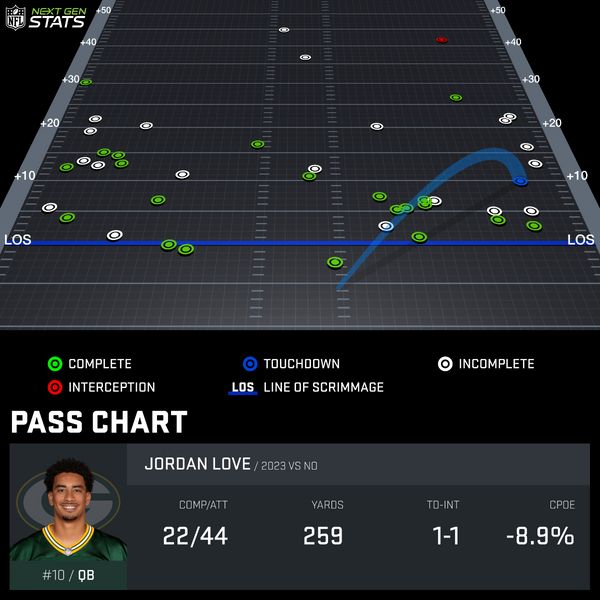 NFL
NEXT GEN
STATS
+50
+50
+40
+40
+30
+30
+20
+20
+10
+10
LOS
LOS
COMPLETE
TOUCHDOWN
INCOMPLETE
INTERCEPTION
LOS LINE OF SCRIMMAGE
PASS CHART
JORDAN LOVE / 2023 VS NO
COMP/ATT YARDS TD-INT CPOE
22/44 259 1-1 -8.9%
#10 / QB